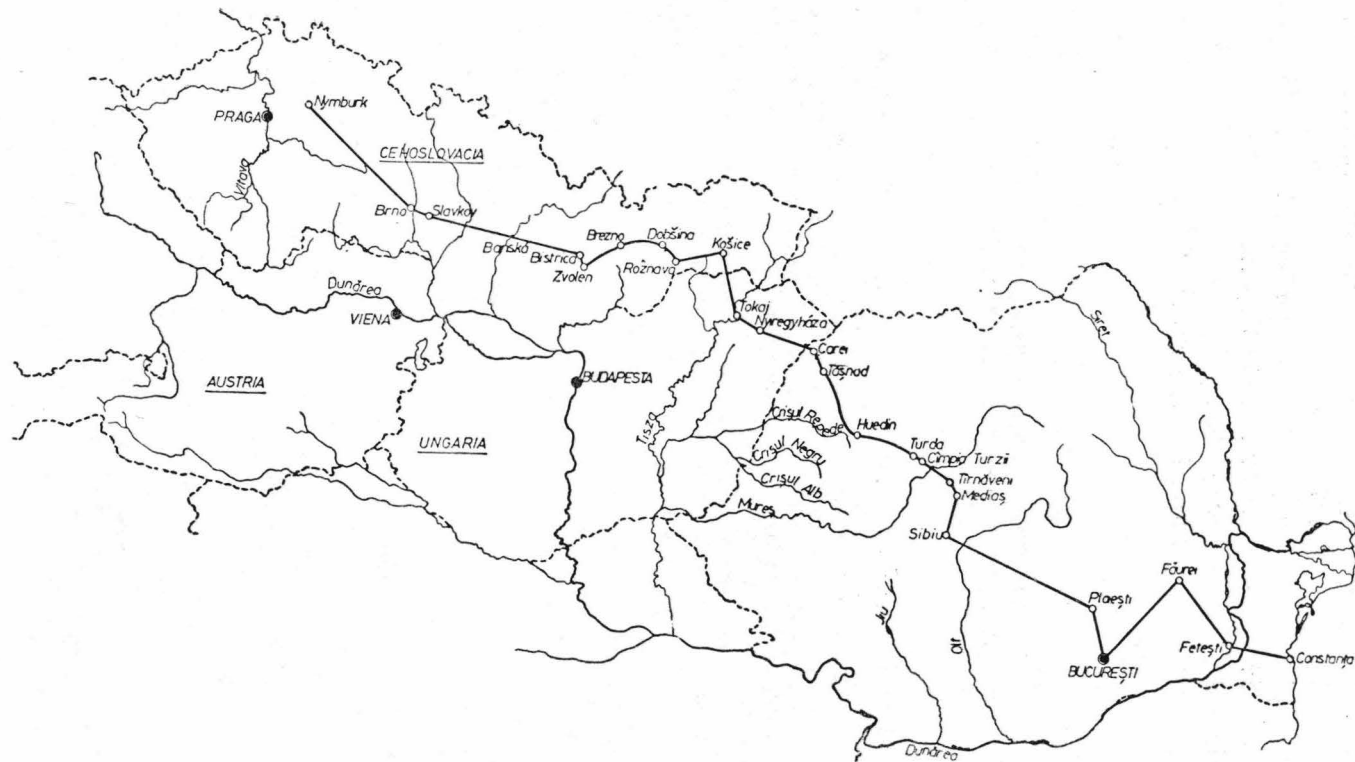 Nymburk
PRAGA
CEHOSLOVACIA
Vltava
Brno
Slavkov
Banská
Bistrica
Zvolen
Brezno
Dobšina
Rožnava
Košice
Dunărea
VIENA
Tokaj
Nyiregyháza
Carei
Tășnad
Siret
AUSTRIA
BUDAPESTA
UNGARIA
Tisza
Crișul Repede
Huedin
Crișul Negru
Turda
Cîmpia Turzii
Crișul Alb
Tîrnăveni
Mediaș
Mureș
Sibiu
Făurei
Jiu
Plaești
Olt
Fetești
Constanța
BUCUREȘTI
Dunărea